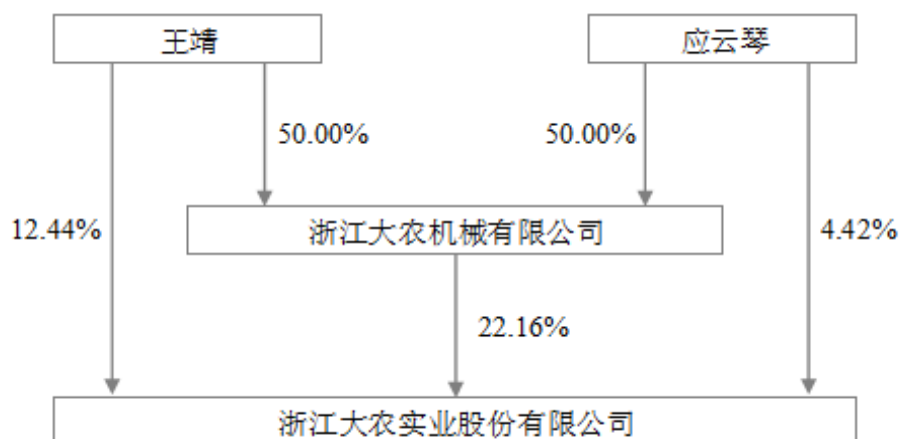 王靖
应云琴
50.00%
50.00%
12.44%
浙江大农机械有限公司
4.42%
22.16%
浙江大农实业股份有限公司